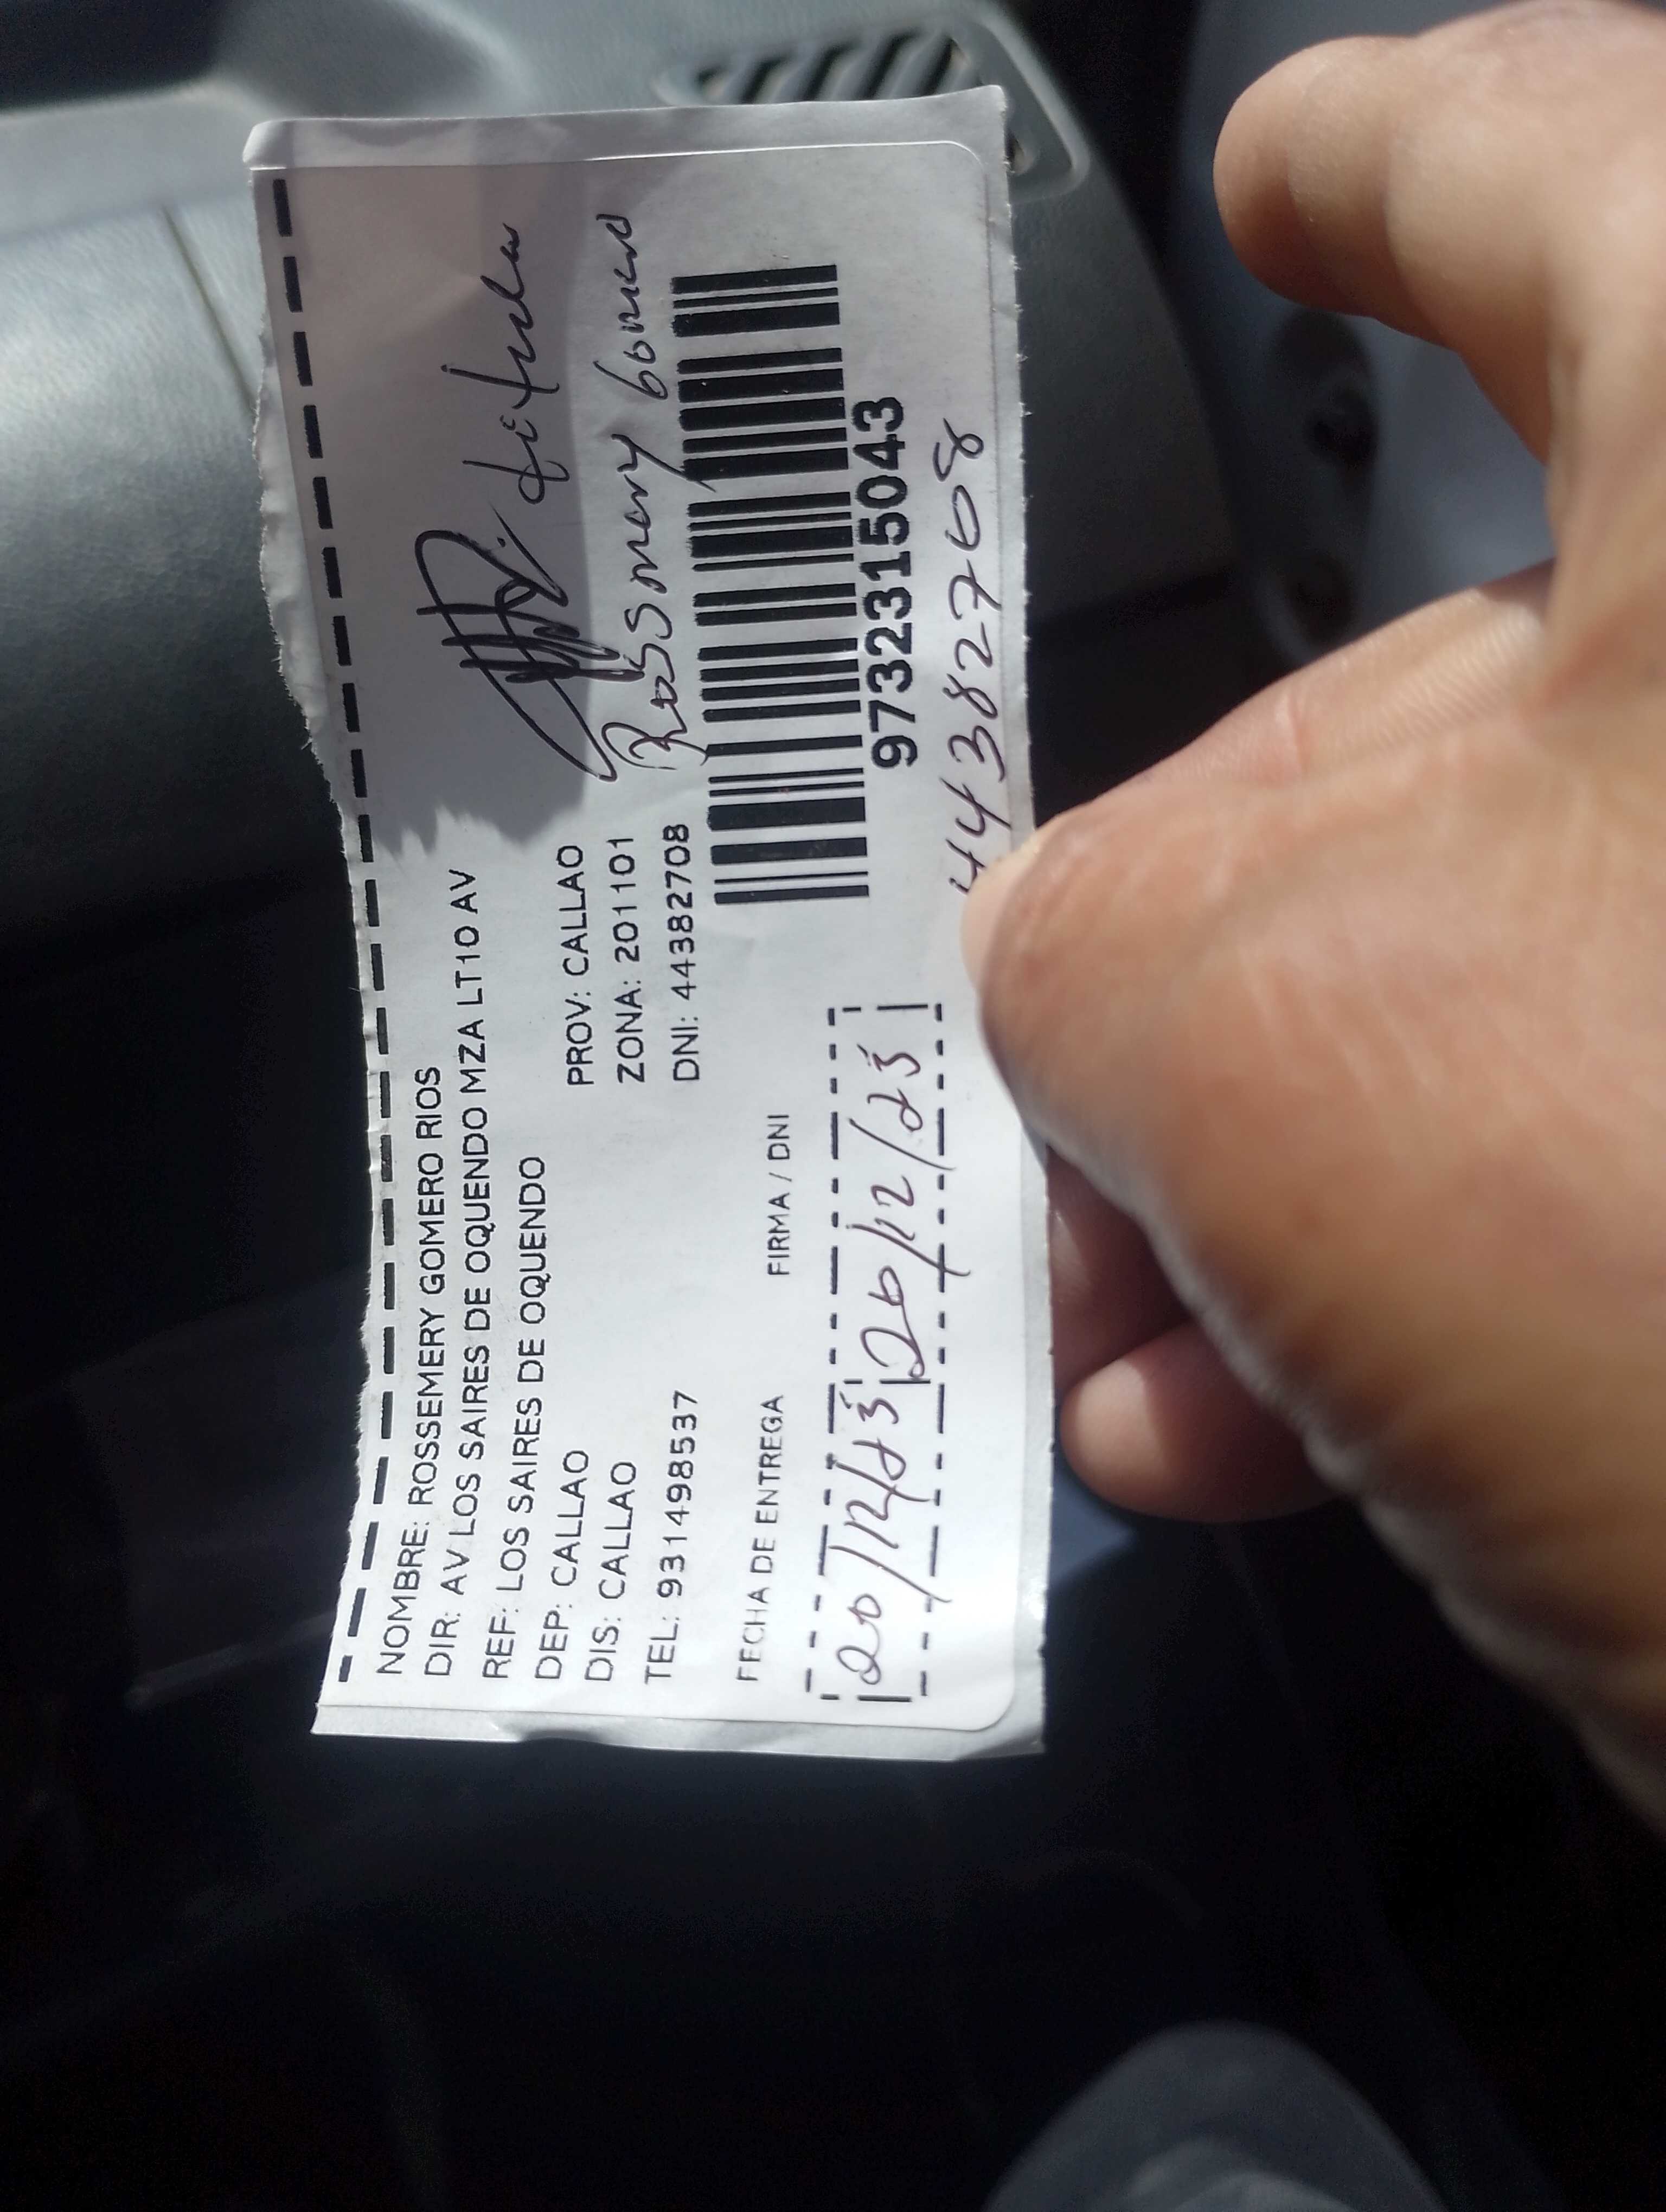 NOMBRE: ROSSEMERY GOMERO RIOS
DIR: AV LOS SAIRES DE OQUENDO MZA LT10 AV
REF: LOS SAIRES DE OQUENDO
DEP: CALLAO PROV: CALLAO
DIS: CALLAO ZONA: 201101
TEL: 931498537 DNI: 44382708
titular
Rossmery Gomero
FECHA DE ENTREGA FIRMA / DNI
20/12/23 20/12/23
9732315043
44382708